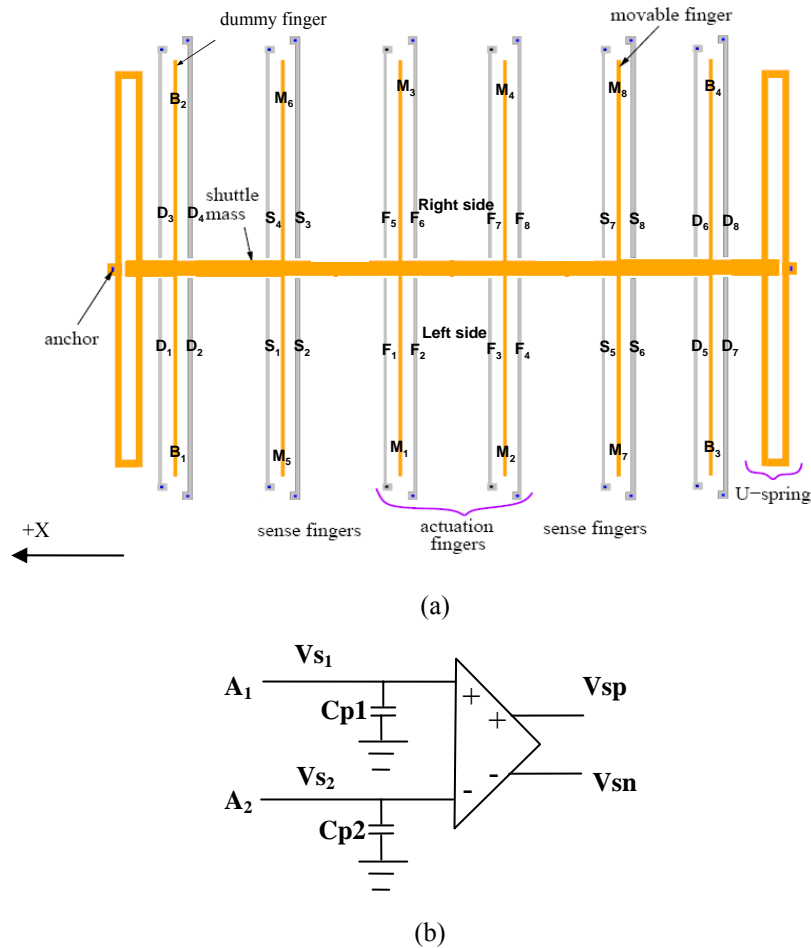 dummy finger
movable finger
B2
M6
M3
M4
M8
B4
shuttle
mass
Right side
D3 D4 S4 S3 F5 F6 F7 F8 S7 S8 D6 D8
anchor
Left side
D1 D2 S1 S2 F1 F2 F3 F4 S5 S6 D5 D7
B1
M5
M1
M2
M7
B3
U-spring
+X
sense fingers
actuation
fingers
sense fingers
(a)
Vs1
A1
Cp1
+
+
Vsp
Vs2
A2
Cp2
-
-
Vsn
(b)